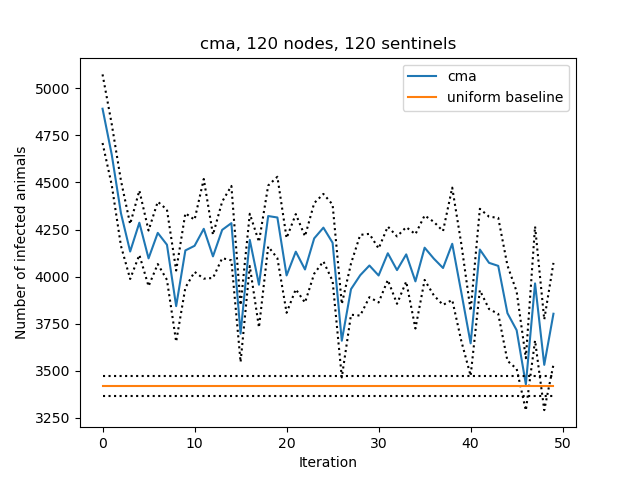 cma, 120 nodes, 120 sentinels
cma
uniform baseline
Number of infected animals
5000
4750
4500
4250
4000
3750
3500
3250
0
10
20
30
40
50
Iteration